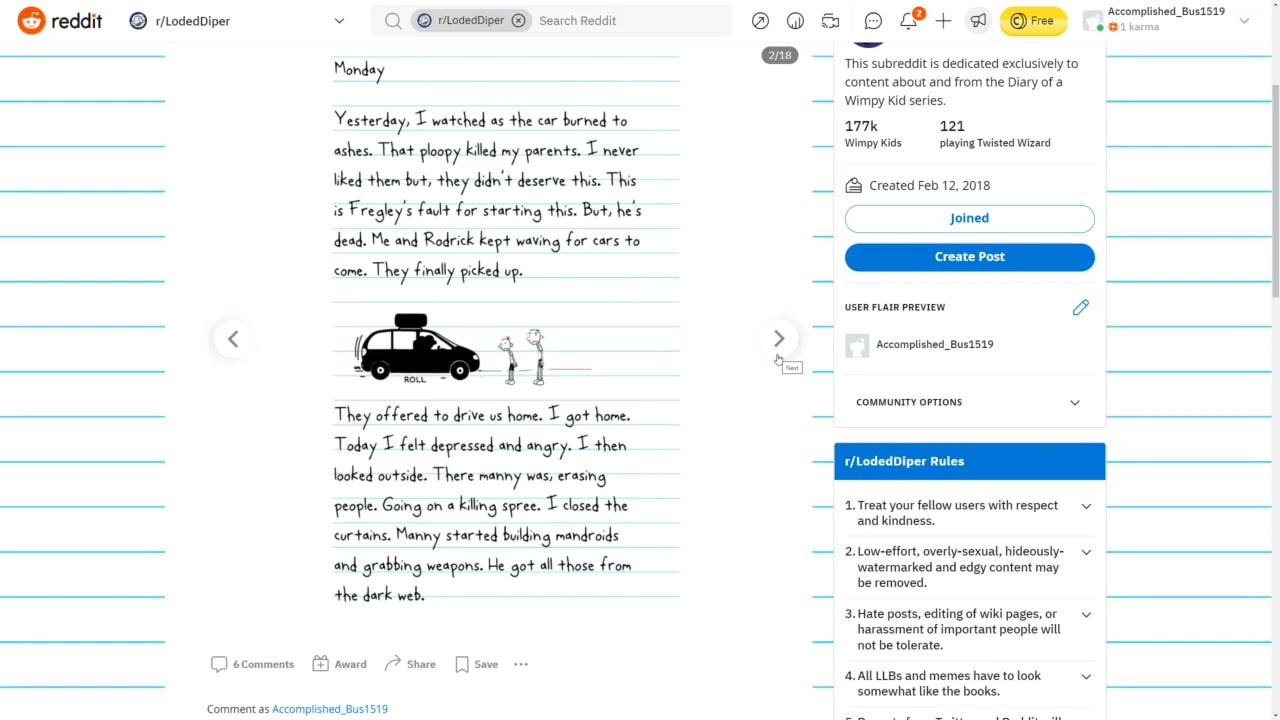 reddit
r/LodedDiper
r/LodedDiper
Search Reddit
2
Free
Accomplished_Bus1519
1 karma
2/18
Monday
Yesterday, I watched as the car burned to
ashes. That ploopy killed my parents. I never
liked them but, they didn't deserve this. This
is Fregley's fault for starting this. But, he's
dead. Me and Rodrick kept waving for cars to
come. They finally picked up.
ROLL
They offered to drive us home. I got home.
Today I felt depressed and angry. I then
looked outside. There manny was, erasing
people. Going on a killing spree. I closed the
curtains. Manny started building mandroids
and grabbing weapons. He got all those from
the dark web.
Next
6 Comments
Award
Share
Save
Comment as Accomplished_Bus1519
This subreddit is dedicated exclusively to
content about and from the Diary of a
Wimpy Kid series.
177k
Wimpy Kids
121
playing Twisted Wizard
Created Feb 12, 2018
Joined
Create Post
USER FLAIR PREVIEW
Accomplished_Bus1519
COMMUNITY OPTIONS
r/LodedDiper Rules
1. Treat your fellow users with respect
and kindness.
2. Low-effort, overly-sexual, hideously-
watermarked and edgy content may
be removed.
3. Hate posts, editing of wiki pages, or
harassment of important people will
not be tolerate.
4. All LLBs and memes have to look
somewhat like the books.